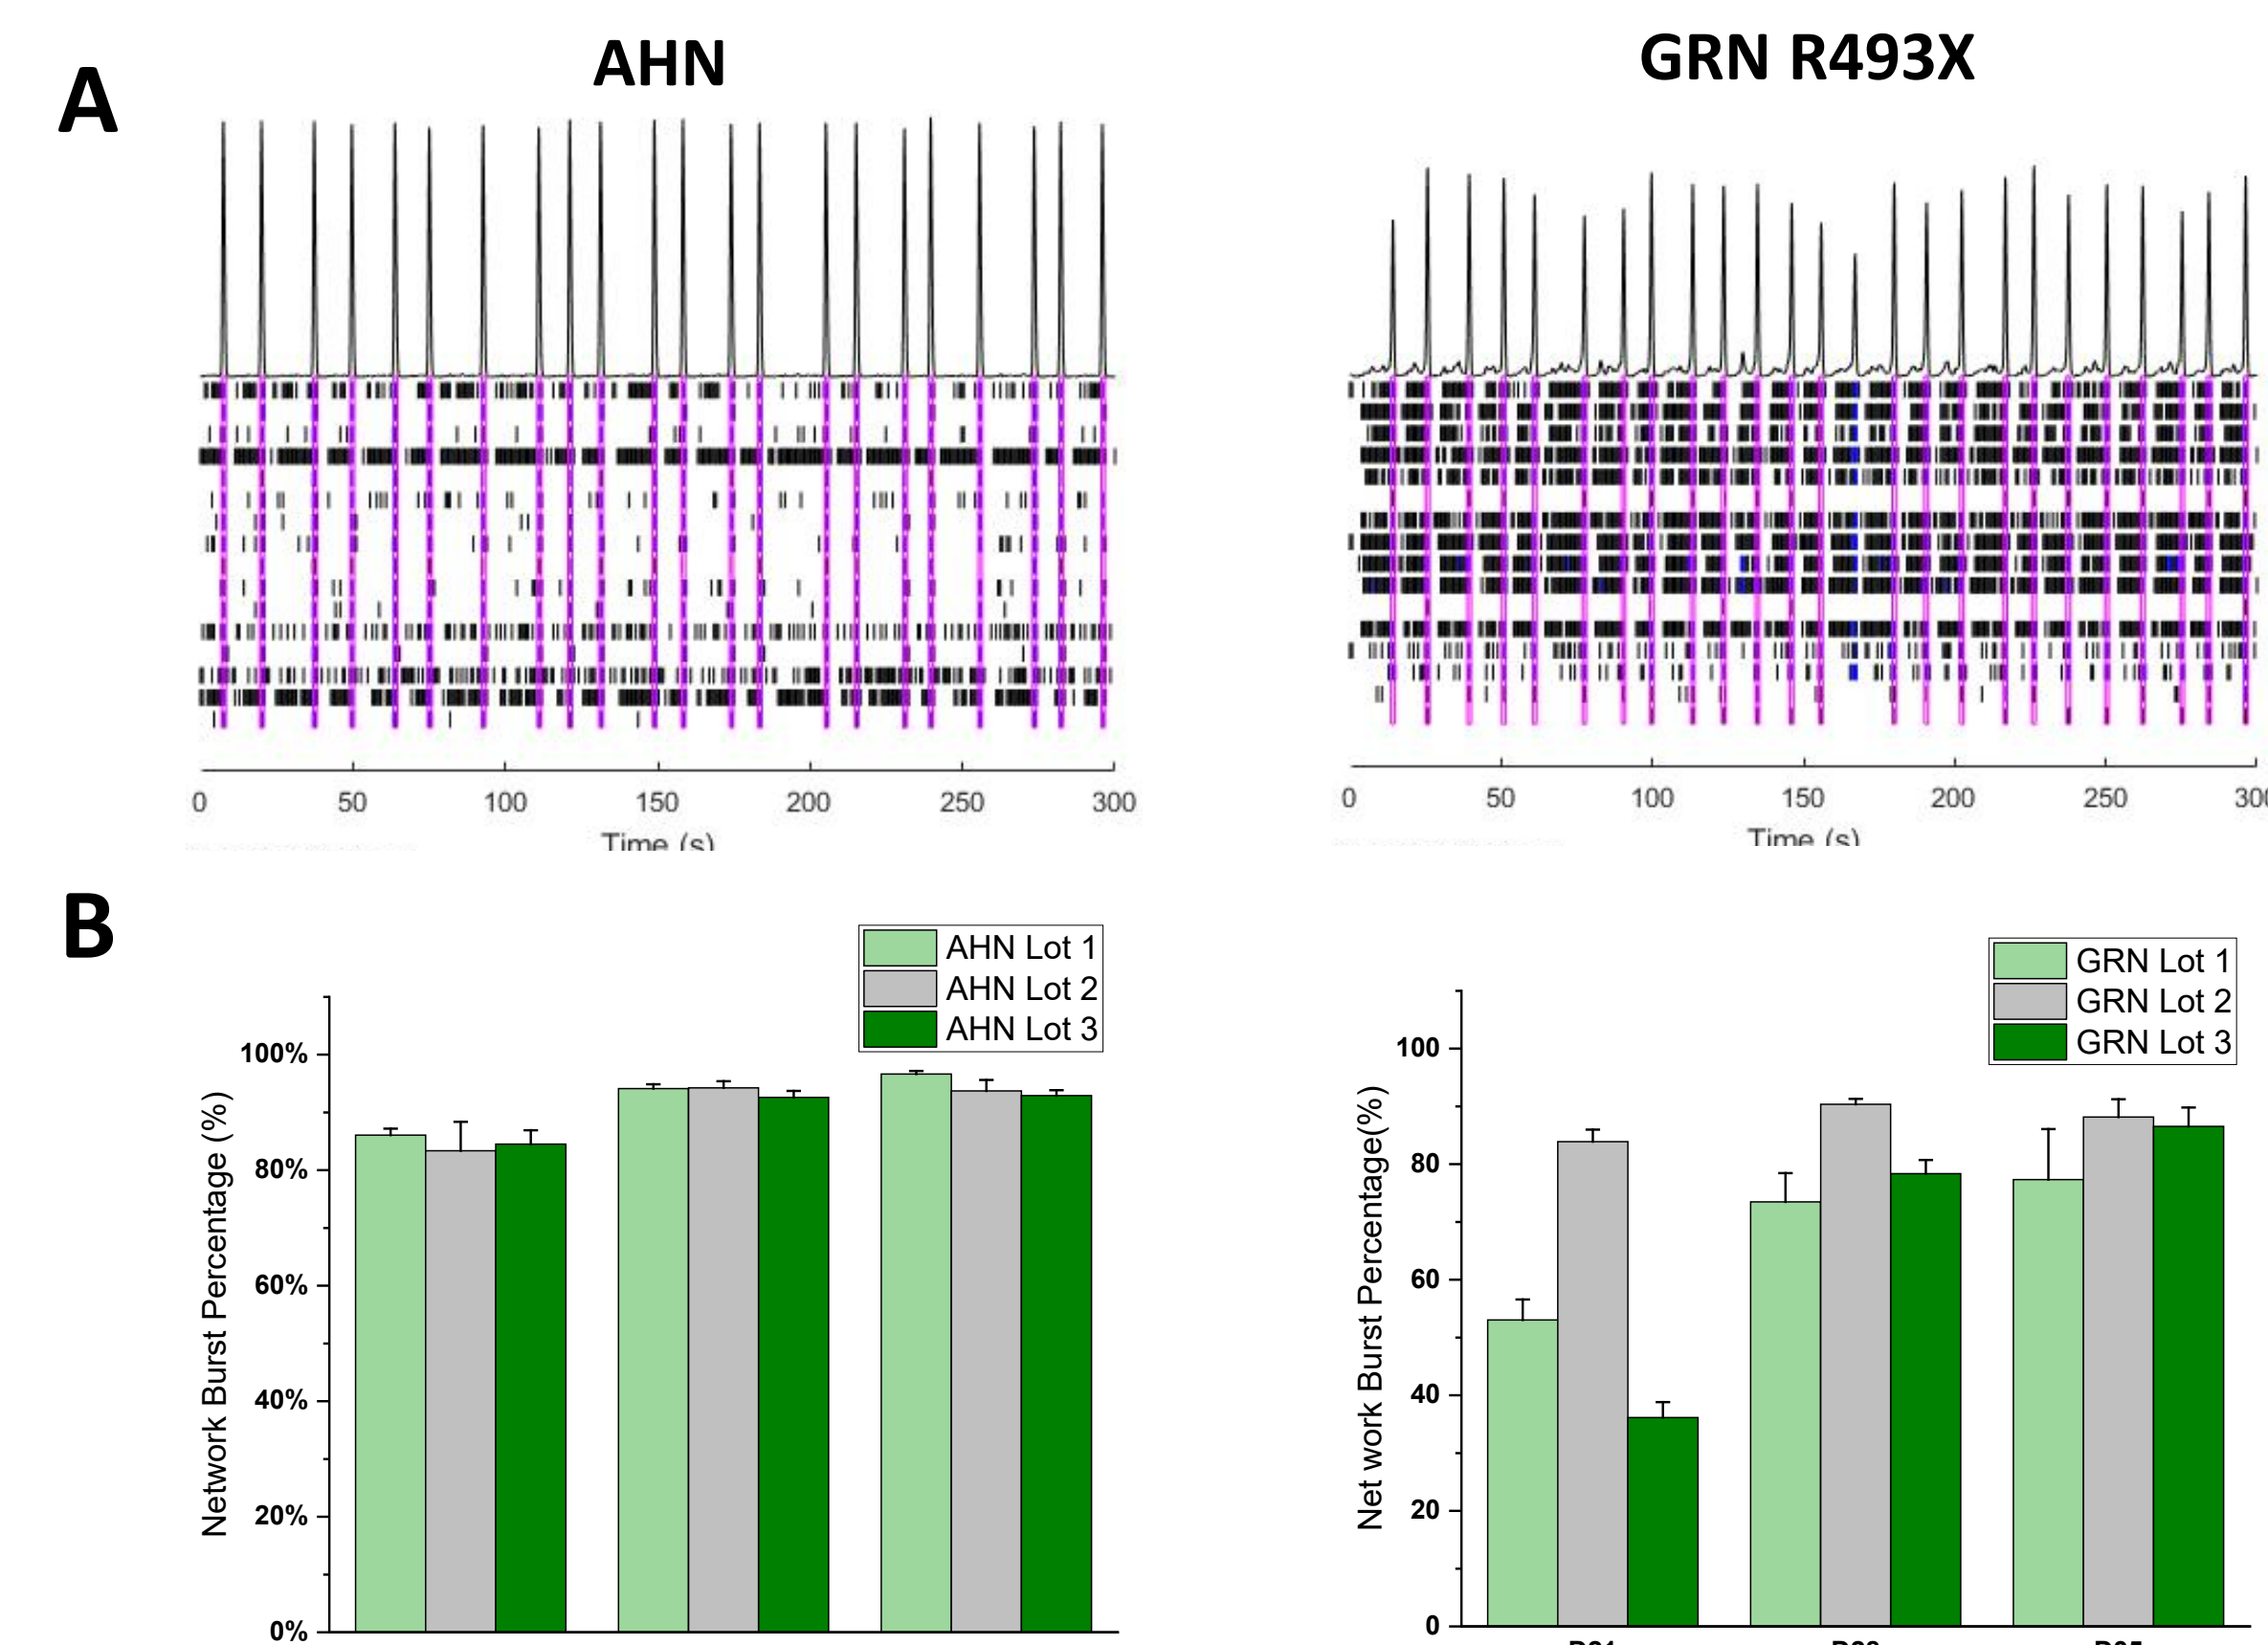 AHN
GRN R493X
A
0 50 100 150 200 250 300
Time (s)
0 50 100 150 200 250
Time (s)
B
AHN Lot 1
AHN Lot 2
AHN Lot 3
Network Burst Percentage (%)
100%
80%
60%
40%
20%
0%
GRN Lot 1
GRN Lot 2
GRN Lot 3
Net work Burst Percentage(%)
100
80
60
40
20
0